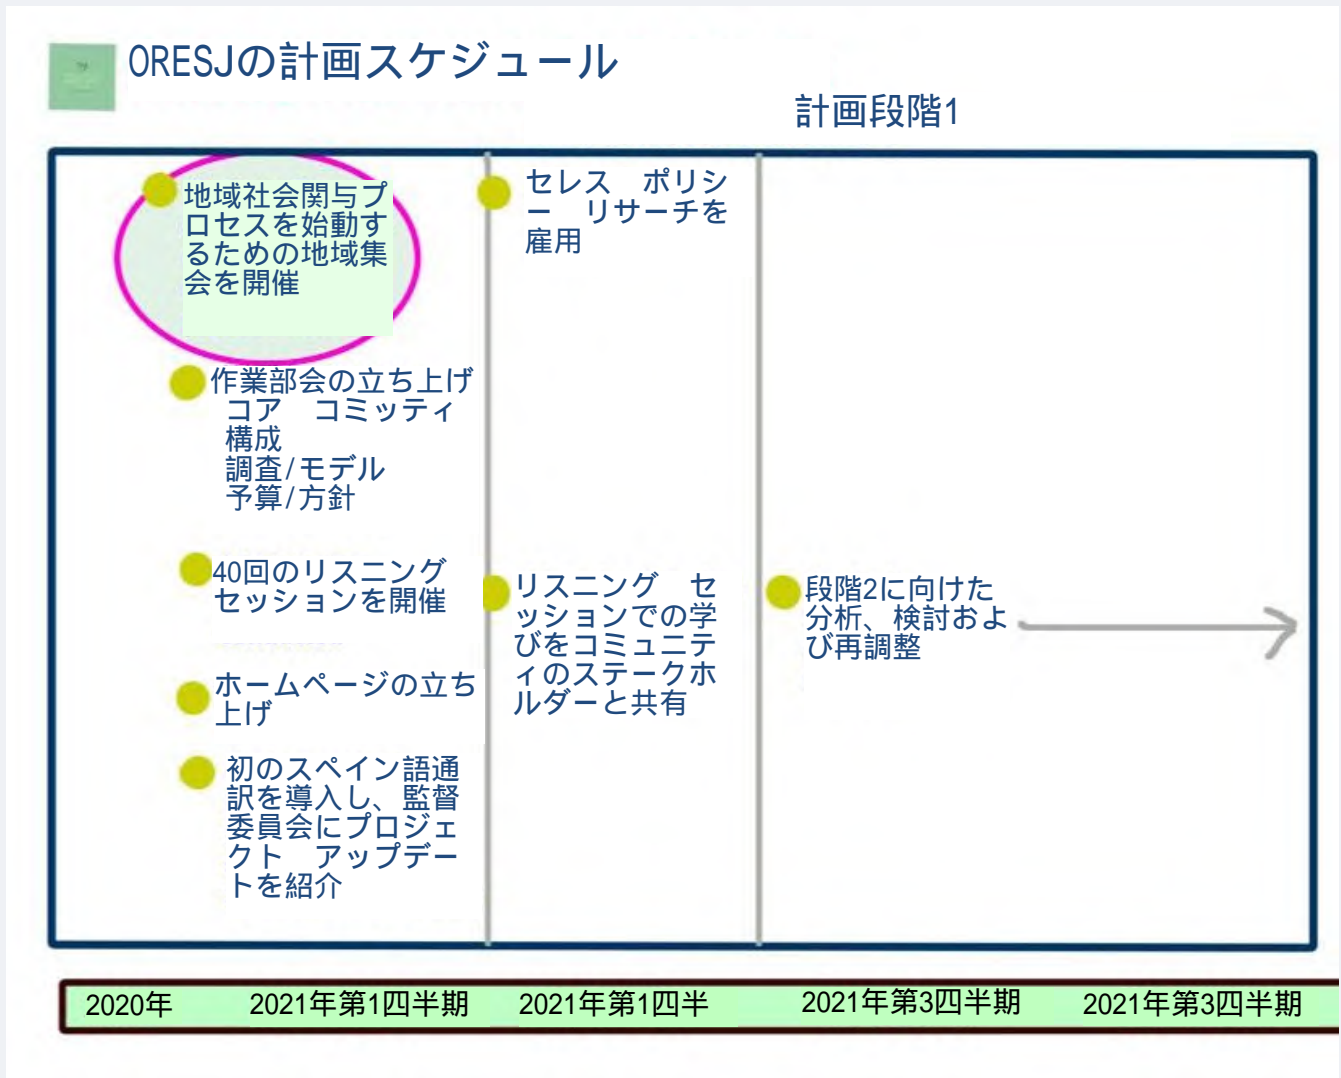 ORESJの計画スケジュール
計画段階1
地域社会関与プ
ロセスを始動す
るための地域集
会を開催
作業部会の立ち上げ
コア　コミッティ
構成
調査/モデル
予算/方針
40回のリスニング
セッションを開催
ホームページの立ち
上げ
初のスペイン語通
訳を導入し、監督
委員会にプロジェ
クト　アップデー
トを紹介
セレス　ポリシ
ー　リサーチを
雇用
リスニング　セ
ッションでの学
びをコミュニテ
ィのステークホ
ルダーと共有
段階2に向けた
分析、検討およ
び再調整
2020年　2021年第1四半期　2021年第1四半　2021年第3四半期　2021年第3四半期